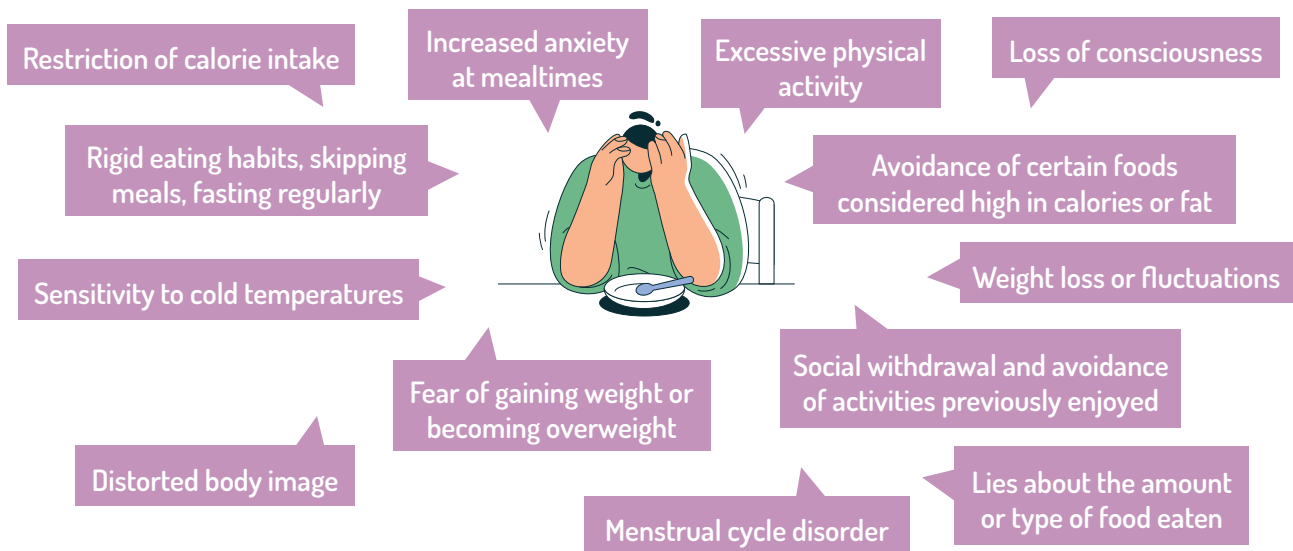 Restriction of calorie intake
Increased anxiety
at mealtimes
Excessive physical
activity
Loss of consciousness
Rigid eating habits, skipping
meals, fasting regularly
Avoidance of certain foods
considered high in calories or fat
Sensitivity to cold temperatures
Weight loss or fluctuations
Fear of gaining weight or
becoming overweight
Social withdrawal and avoidance
of activities previously enjoyed
Distorted body image
Menstrual cycle disorder
Lies about the amount
or type of food eaten